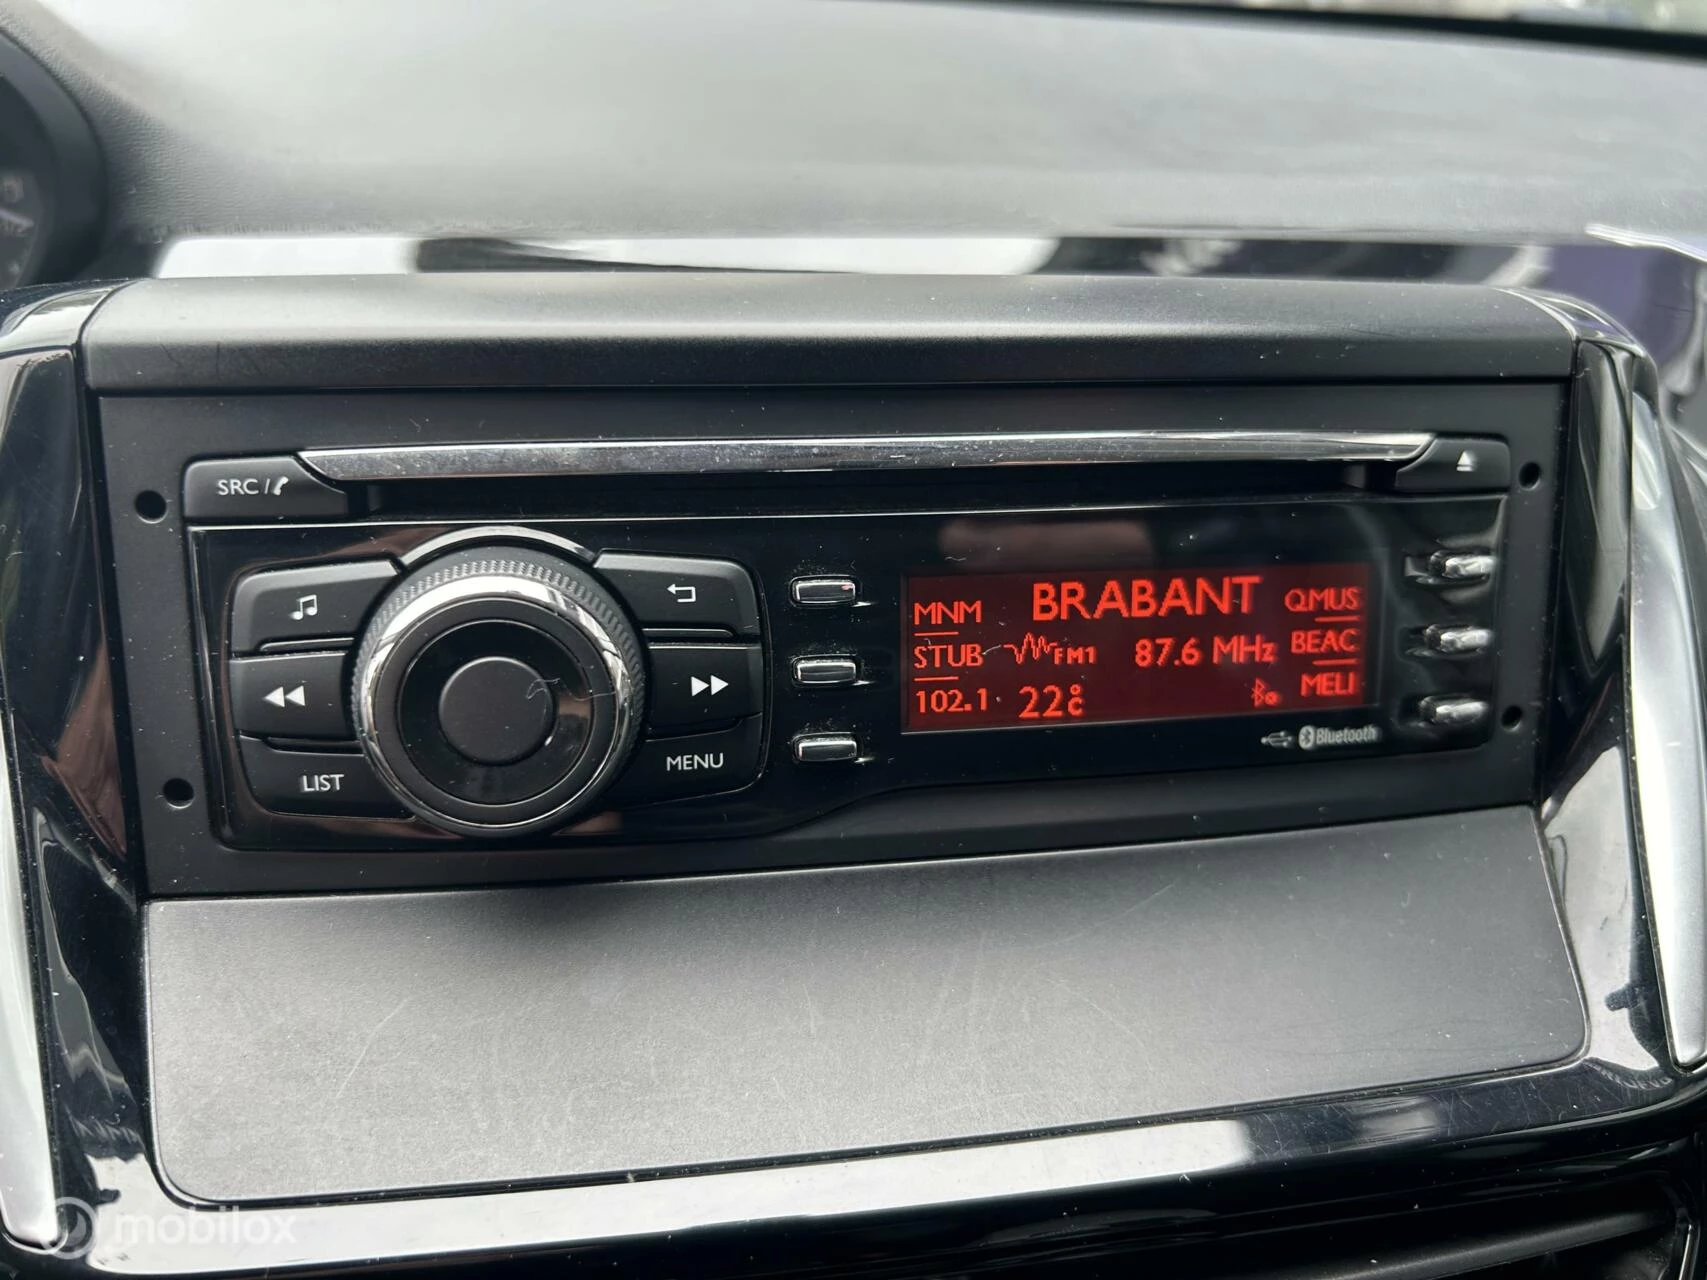 SRC /
MNM BRABANT QMUS
STUB FM1 87.6 MHz BEAC
102.1 22°C MELI
Bluetooth
LIST
MENU
mobilox